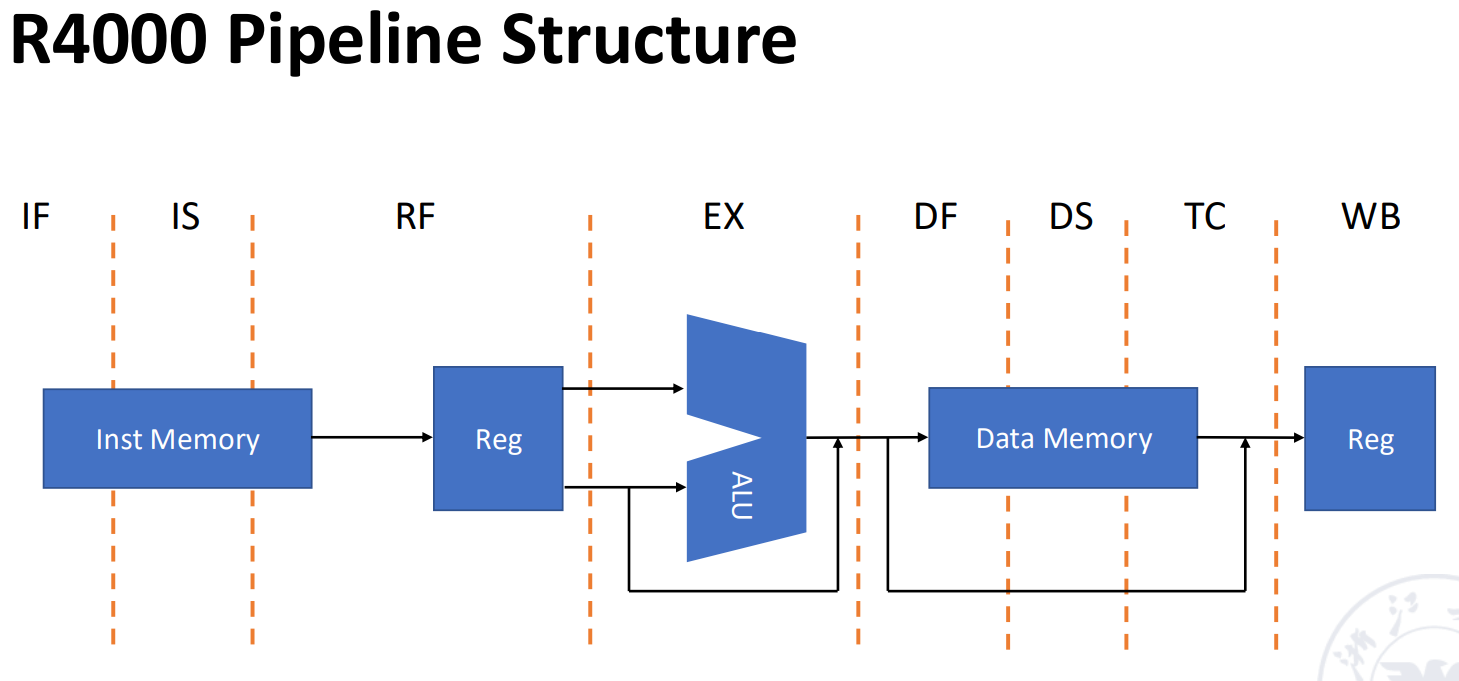 R4000 Pipeline Structure
IF IS RF EX DF DS TC WB
Inst Memory
Reg
ALU
Data Memory
Reg